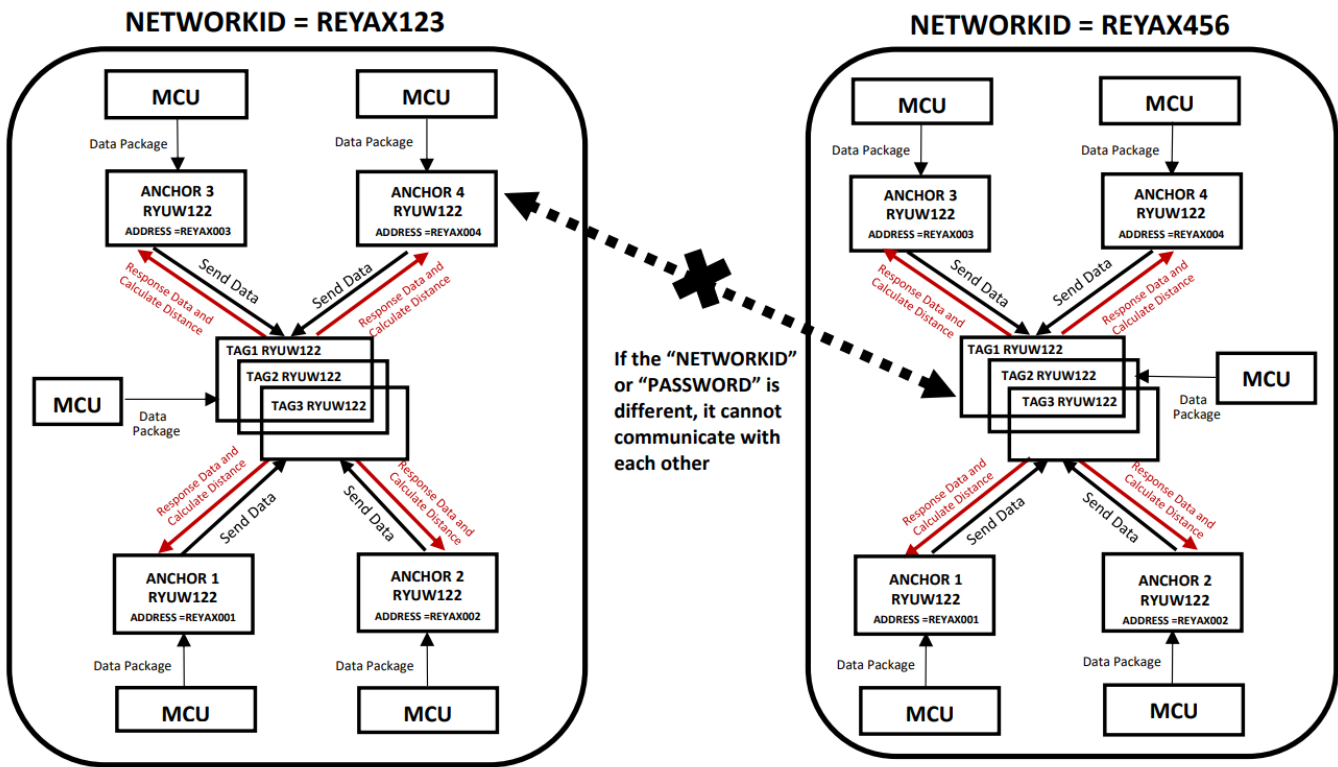 NETWORKID = REYAX123
MCU
MCU
Data Package
Data Package
ANCHOR 3
RYUW122
ADDRESS =REYAX003
ANCHOR 4
RYUW122
ADDRESS =REYAX004
Send Data
Response Data and
Calculate Distance
Send Data
Response Data and
Calculate Distance
TAG1 RYUW122
TAG2 RYUW122
TAG3 RYUW122
MCU
Data
Package
Response Data and
Calculate Distance
Send Data
Send Data
Response Data and
Calculate Distance
ANCHOR 1
RYUW122
ADDRESS =REYAX001
ANCHOR 2
RYUW122
ADDRESS =REYAX002
Data Package
Data Package
MCU
MCU
If the “NETWORKID”
or “PASSWORD” is
different, it cannot
communicate with
each other
NETWORKID = REYAX456
MCU
MCU
Data Package
Data Package
ANCHOR 3
RYUW122
ADDRESS =REYAX003
ANCHOR 4
RYUW122
ADDRESS =REYAX004
Send Data
Response Data and
Calculate Distance
Send Data
Response Data and
Calculate Distance
TAG1 RYUW122
TAG2 RYUW122
TAG3 RYUW122
MCU
Data
Package
Response Data and
Calculate Distance
Send Data
Send Data
Response Data and
Calculate Distance
ANCHOR 1
RYUW122
ADDRESS =REYAX001
ANCHOR 2
RYUW122
ADDRESS =REYAX002
Data Package
Data Package
MCU
MCU